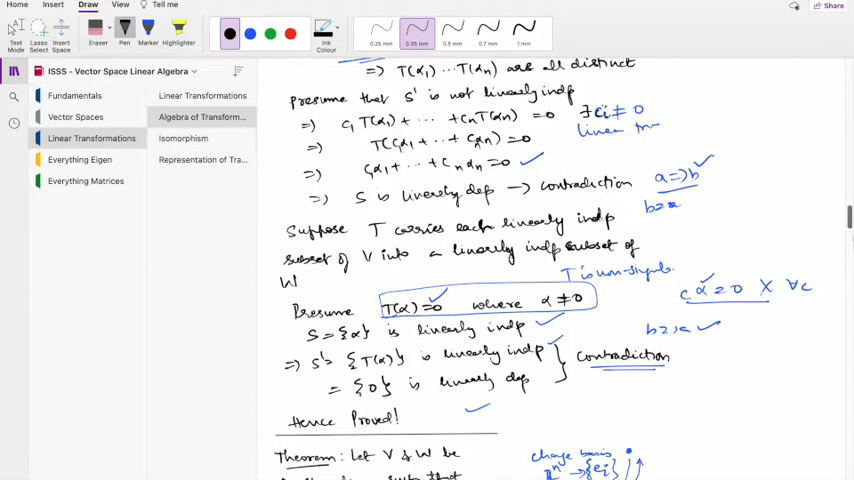 Home Insert Draw View Tell me
Share
Text Mode
Lasso Select
Insert Space
Eraser
Pen
Marker
Highlighter
Ink Colour
0.25 mm
0.35 mm
0.5 mm
0.7 mm
1 mm
ISSS - Vector Space Linear Algebra
Fundamentals
Vector Spaces
Linear Transformations
Everything Eigen
Everything Matrices
Linear Transformations
Algebra of Transform...
Isomorphism
Representation of Tra...
=> T(α1) ... T(αn) are all distinct
Presume that S' is not linearly indp
=> c1 T(α1) + ... + cn T(αn) = 0 ∃ ci ≠ 0
=> T(c1α1 + ... + cnαn) = 0 linear
=> c1α1 + ... + cnαn = 0 ✓
=> S is linearly dep → contradiction a => b ✓
b=>a
Suppose T carries each linearly indp
subset of V into a linearly indp subset of
W
T is non-singular
Presume T(α) = 0 ✓ where α ≠ 0
c α = 0 X ∀c
S = {α} is linearly indp ✓
b=>a ✓
=> S' = {T(α)} is linearly indp ✓
contradiction
= {0} is linearly dep
Hence Proved! ✓
Theorem: Let V & W be
change basis
ℝn → {ei}
such that